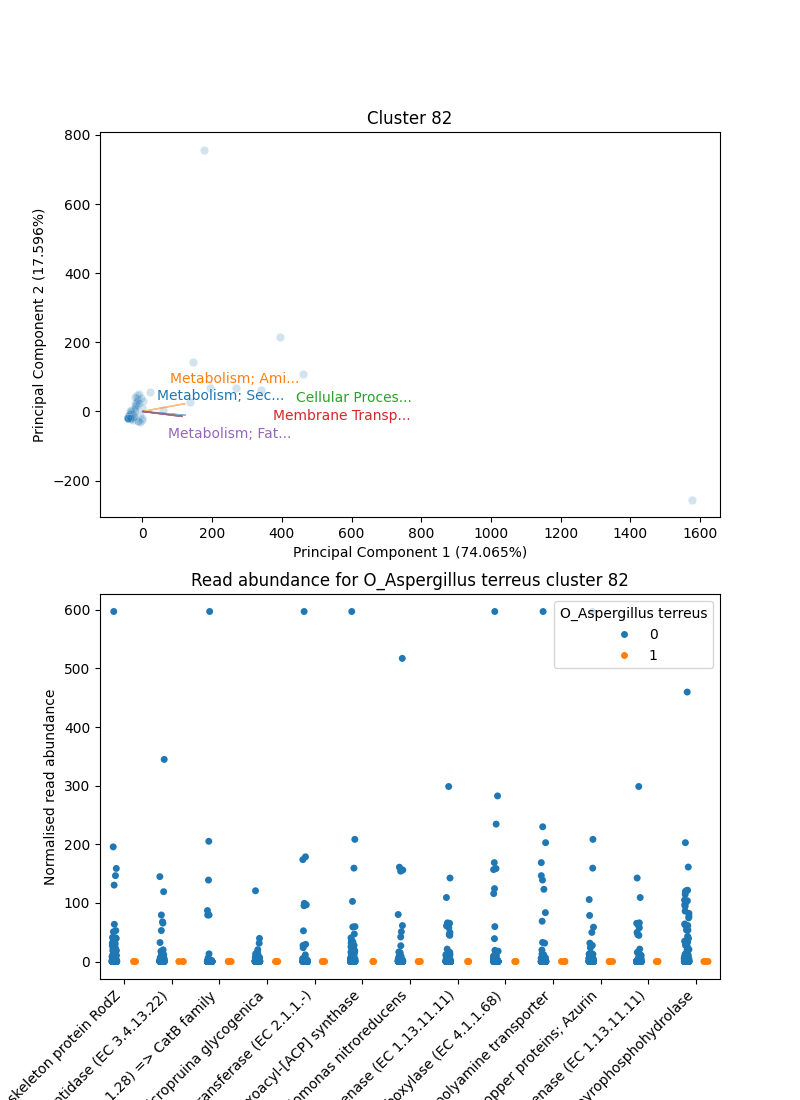 Cluster 82
Principal Component 2 (17.596%)
800
600
400
200
0
−200
Metabolism; Ami...
Metabolism; Sec...
Cellular Proces...
Membrane Transp...
Metabolism; Fat...
0 200 400 600 800 1000 1200 1400 1600
Principal Component 1 (74.065%)
Read abundance for O_Aspergillus terreus cluster 82
Normalised read abundance
600
500
400
300
200
100
0
O_Aspergillus terreus
0
1
skeleton protein RodZ
ptidase (EC 3.4.13.22)
1.28) => CatB family
icropruina glycogenica
ransferase (EC 2.1.1.-)
oxoacyl-[ACP] synthase
lomonas nitroreducens
enase (EC 1.13.11.11)
boxylase (EC 4.1.1.68)
polyamine transporter
opper proteins; Azurin
enase (EC 1.13.11.11)
pyrophosphohydrolase